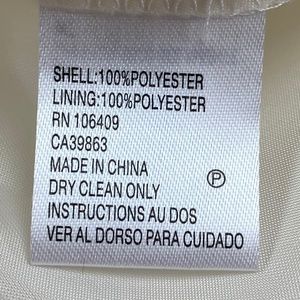 SHELL:100%POLYESTER
LINING:100%POLYESTER
RN 106409
CA39863
MADE IN CHINA
DRY CLEAN ONLY
P
INSTRUCTIONS AU DOS
VER AL DORSO PARA CUIDADO